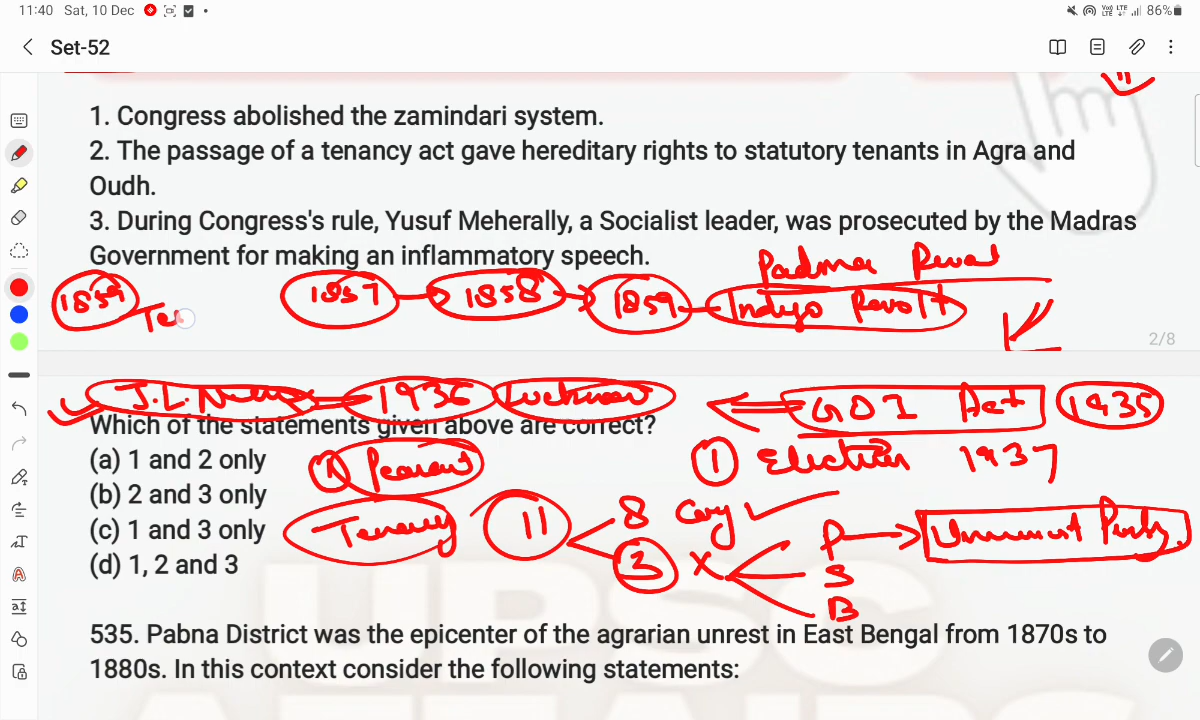 11:40 Sat, 10 Dec 86%
Set-52
1. Congress abolished the zamindari system.
2. The passage of a tenancy act gave hereditary rights to statutory tenants in Agra and
Oudh.
3. During Congress's rule, Yusuf Meherally, a Socialist leader, was prosecuted by the Madras
Government for making an inflammatory speech.
1859 1857 1858 1859 Indigo Revolt
2/8
J.L. 1936 GOI Act 1935
Which of the statements given above are correct?
1 Election 1937
(a) 1 and 2 only
(b) 2 and 3 only
(c) 1 and 3 only
(d) 1, 2 and 3
Tenancy 11 8
3 X P
S
B
535. Pabna District was the epicenter of the agrarian unrest in East Bengal from 1870s to
1880s. In this context consider the following statements:
UPSC